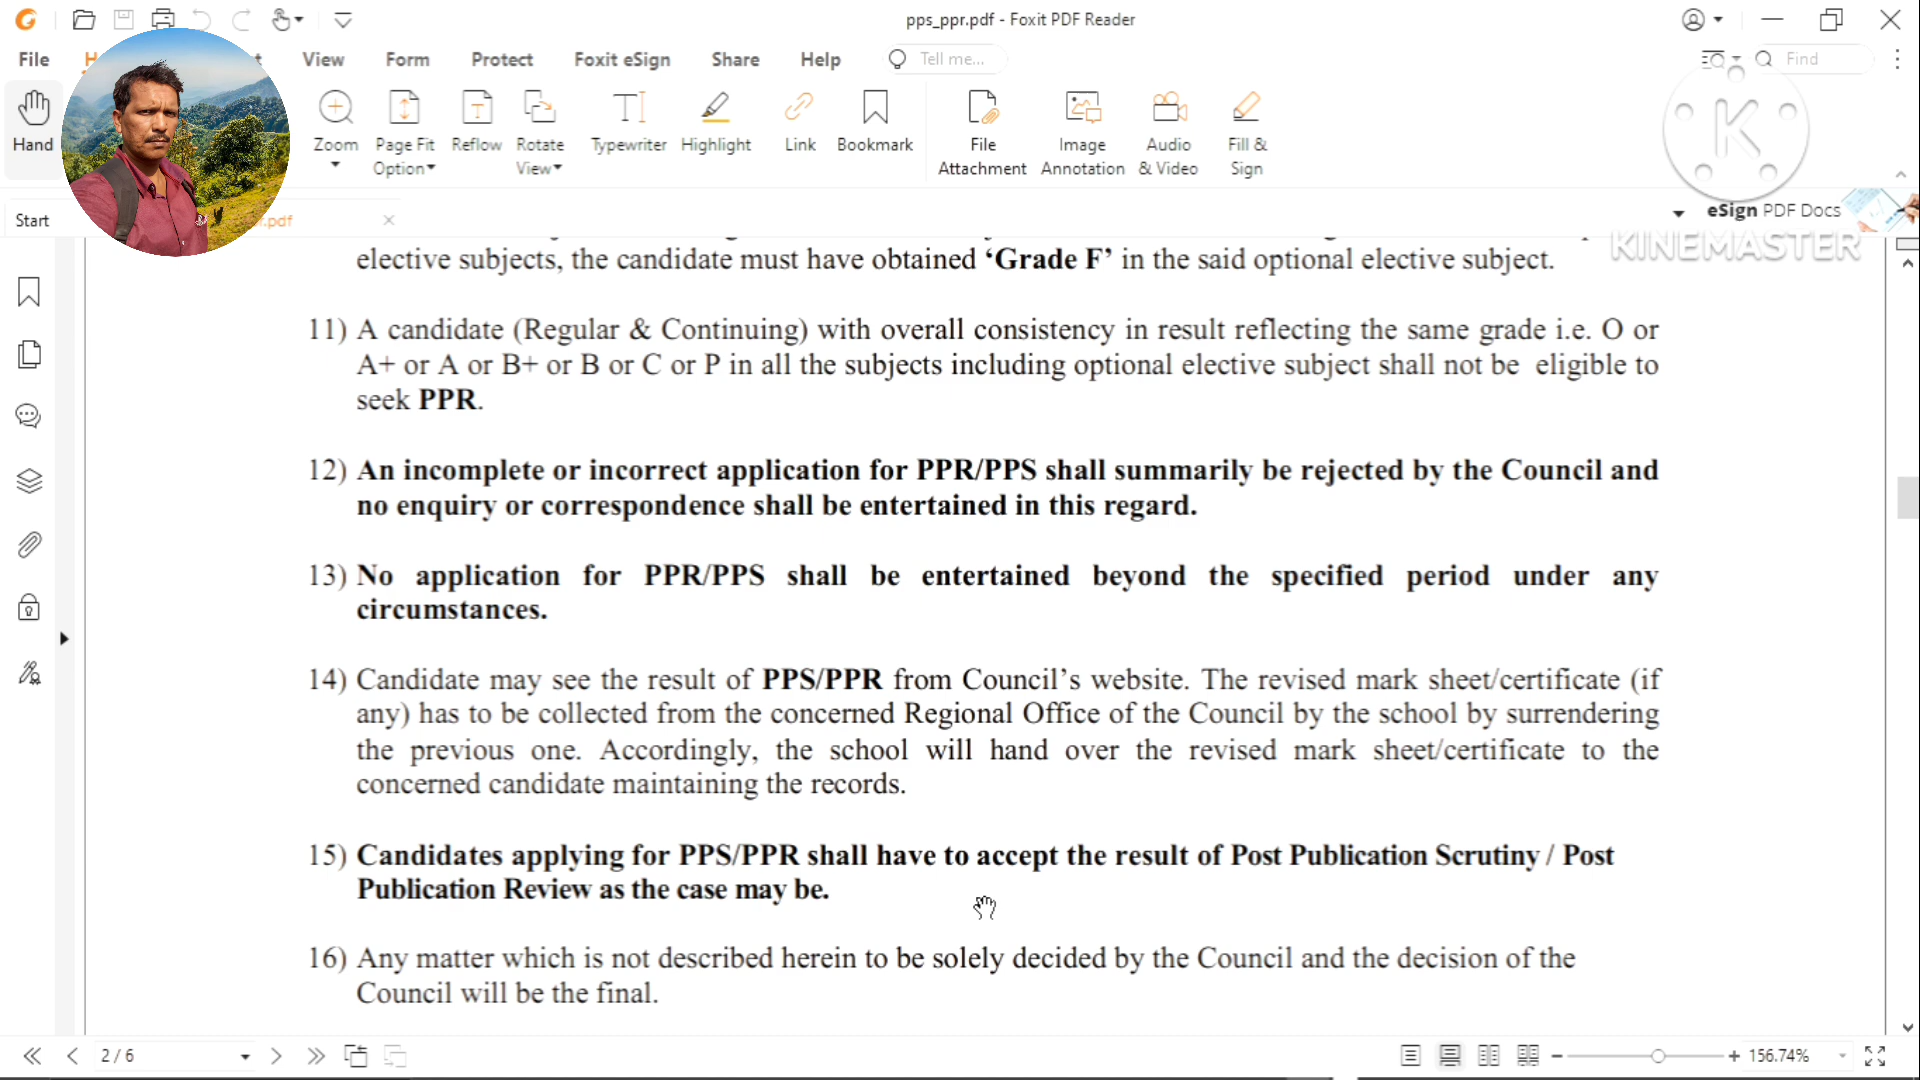 pps_ppr.pdf - Foxit PDF Reader
File
View
Form
Protect
Foxit eSign
Share
Help
Tell me...
Find
Hand
Zoom
Page Fit
Option
Reflow
Rotate
View
Typewriter
Highlight
Link
Bookmark
File
Attachment
Image
Annotation
Audio
& Video
Fill &
Sign
K
KINEMASTER
Start
eSign PDF Docs
elective subjects, the candidate must have obtained ‘Grade F’ in the said optional elective subject.
11) A candidate (Regular & Continuing) with overall consistency in result reflecting the same grade i.e. O or
A+ or A or B+ or B or C or P in all the subjects including optional elective subject shall not be eligible to
seek PPR.
12) An incomplete or incorrect application for PPR/PPS shall summarily be rejected by the Council and
no enquiry or correspondence shall be entertained in this regard.
13) No application for PPR/PPS shall be entertained beyond the specified period under any
circumstances.
14) Candidate may see the result of PPS/PPR from Council’s website. The revised mark sheet/certificate (if
any) has to be collected from the concerned Regional Office of the Council by the school by surrendering
the previous one. Accordingly, the school will hand over the revised mark sheet/certificate to the
concerned candidate maintaining the records.
15) Candidates applying for PPS/PPR shall have to accept the result of Post Publication Scrutiny / Post
Publication Review as the case may be.
16) Any matter which is not described herein to be solely decided by the Council and the decision of the
Council will be the final.
2 / 6
156.74%